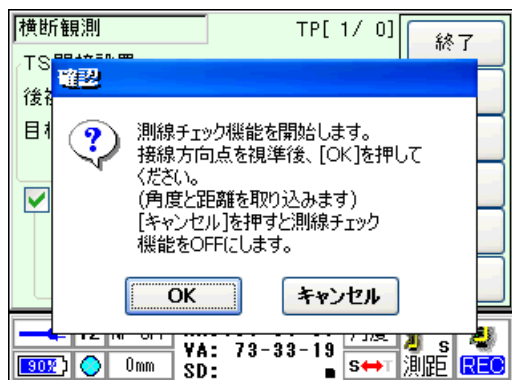 横断観測
TP[ 1/ 0]
終了
TS
確認
測線チェック機能を開始します。
接線方向点を視準後、[OK]を押して
ください。
(角度と距離を取り込みます)
[キャンセル]を押すと測線チェック
機能をOFFにします。
OK
キャンセル
VA: 73-33-19
S
90%
0mm
SD:
S
T
測距
REC